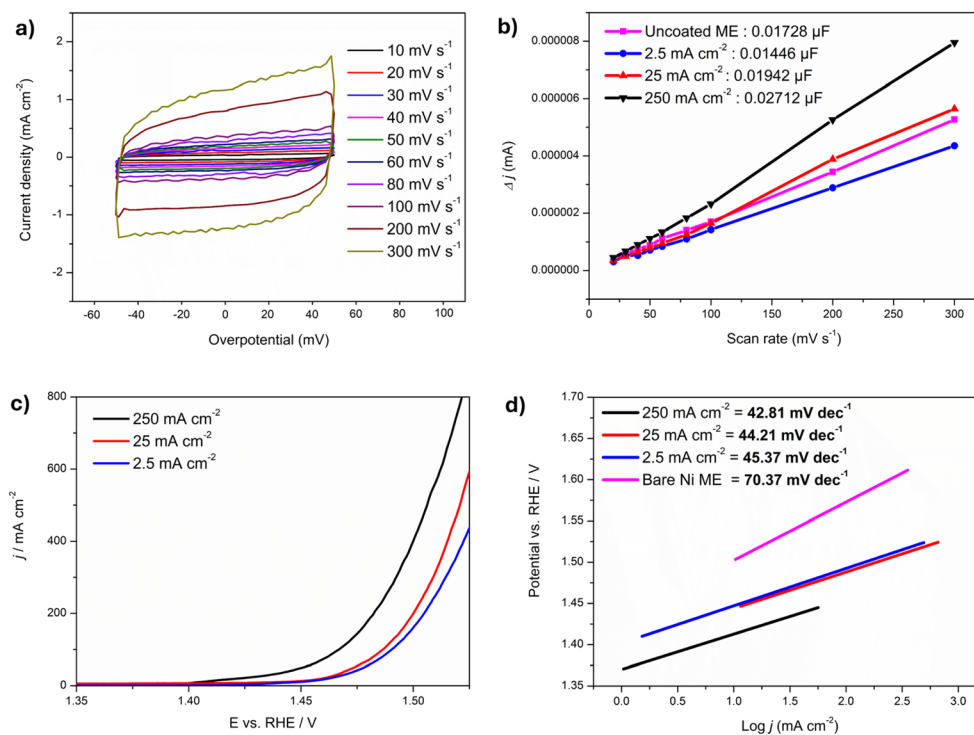 a)
Current density (mA cm⁻²)
2
1
0
-1
-2
-60 -40 -20 0 20 40 60 80 100
Overpotential (mV)
10 mV s⁻¹
20 mV s⁻¹
30 mV s⁻¹
40 mV s⁻¹
50 mV s⁻¹
60 mV s⁻¹
80 mV s⁻¹
100 mV s⁻¹
200 mV s⁻¹
300 mV s⁻¹
b)
Δj (mA)
0.000008
0.000006
0.000004
0.000002
0.000000
0 50 100 150 200 250 300
Scan rate (mV s⁻¹)
Uncoated ME : 0.01728 µF
2.5 mA cm⁻² : 0.01446 µF
25 mA cm⁻² : 0.01942 µF
250 mA cm⁻² : 0.02712 µF
c)
j / mA cm⁻²
800
600
400
200
0
1.35 1.40 1.45 1.50
E vs. RHE / V
250 mA cm⁻²
25 mA cm⁻²
2.5 mA cm⁻²
d)
Potential vs. RHE / V
1.70
1.65
1.60
1.55
1.50
1.45
1.40
1.35
0.0 0.5 1.0 1.5 2.0 2.5 3.0
Log j (mA cm⁻²)
250 mA cm⁻² = 42.81 mV dec⁻¹
25 mA cm⁻² = 44.21 mV dec⁻¹
2.5 mA cm⁻² = 45.37 mV dec⁻¹
Bare Ni ME = 70.37 mV dec⁻¹